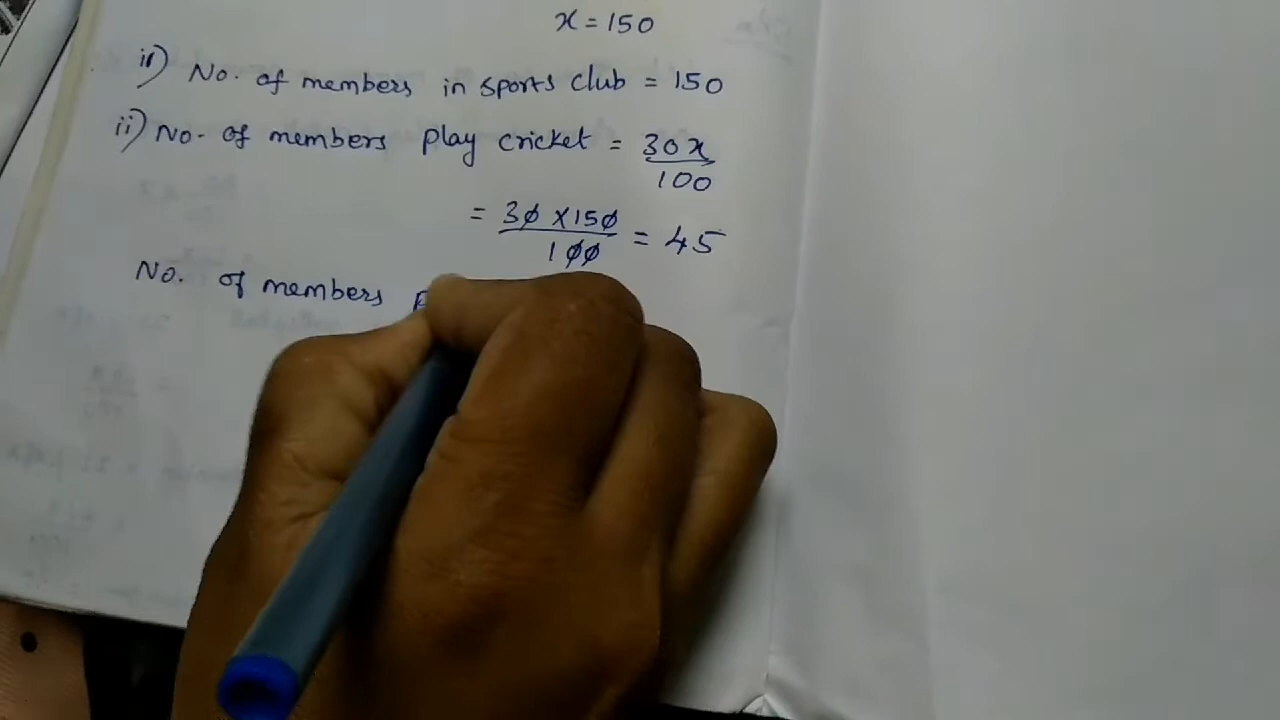 x = 150
ii) No. of members in sports club = 150
ii) No. of members play cricket = 30x
100
= 30 x 150
100
= 45
No. of members